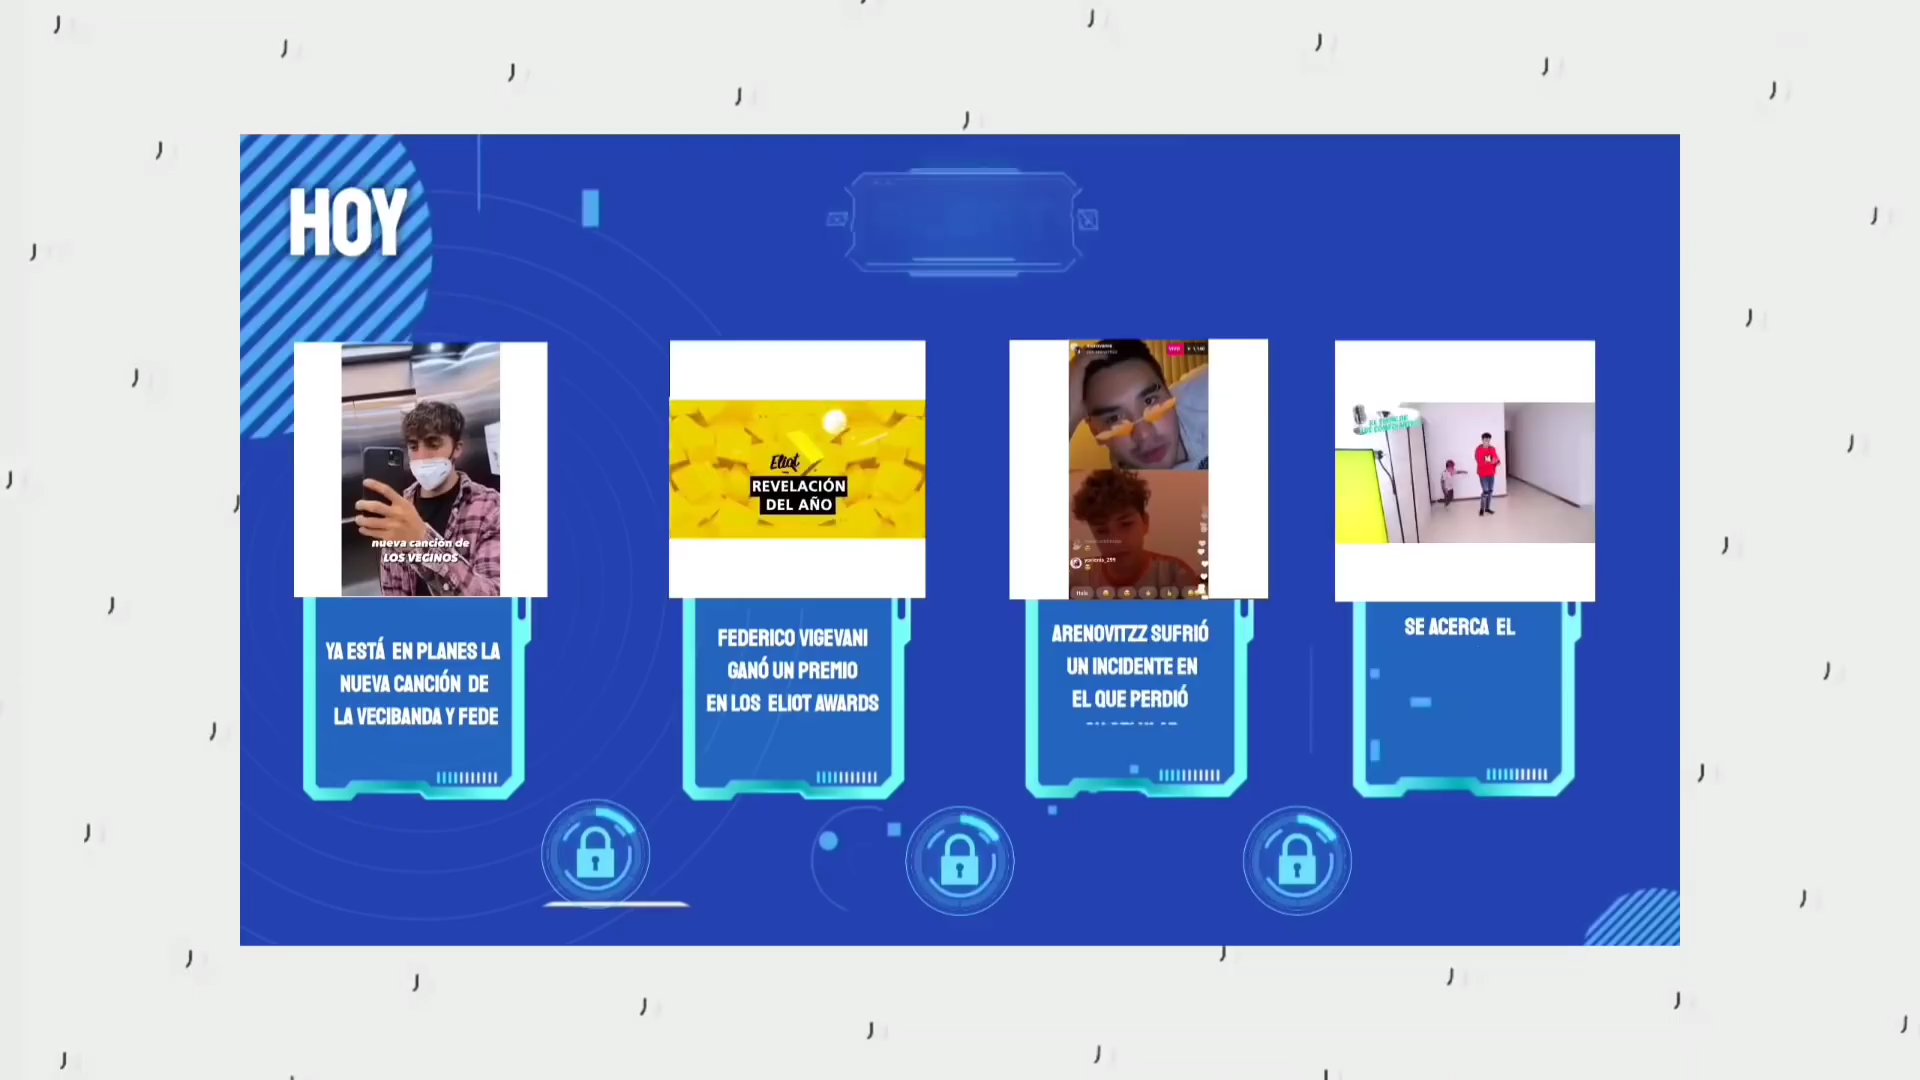 HOY
nueva canción de
LOS VECINOS
YA ESTÁ EN PLANES LA
NUEVA CANCIÓN DE
LA VECIBANDA Y FEDE
Eliot
REVELACIÓN
DEL AÑO
FEDERICO VIGEVANI
GANÓ UN PREMIO
EN LOS ELIOT AWARDS
Hola
ARENOVITZZ SUFRIÓ
UN INCIDENTE EN
EL QUE PERDIÓ
SE ACERCA EL